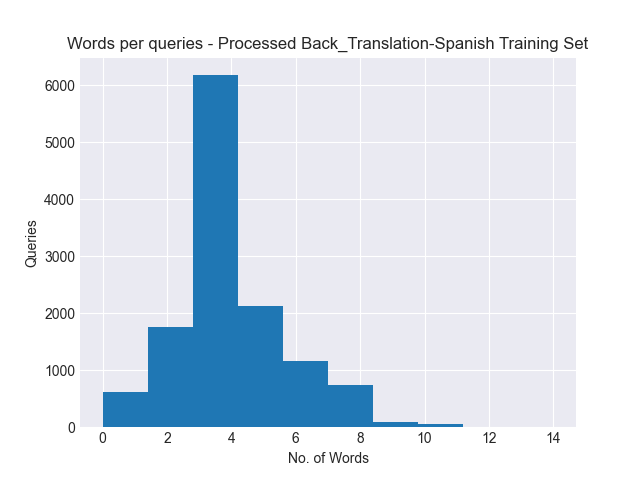 Words per queries - Processed Back_Translation-Spanish Training Set
6000
5000
4000
3000
2000
1000
0
Queries
0 2 4 6 8 10 12 14
No. of Words